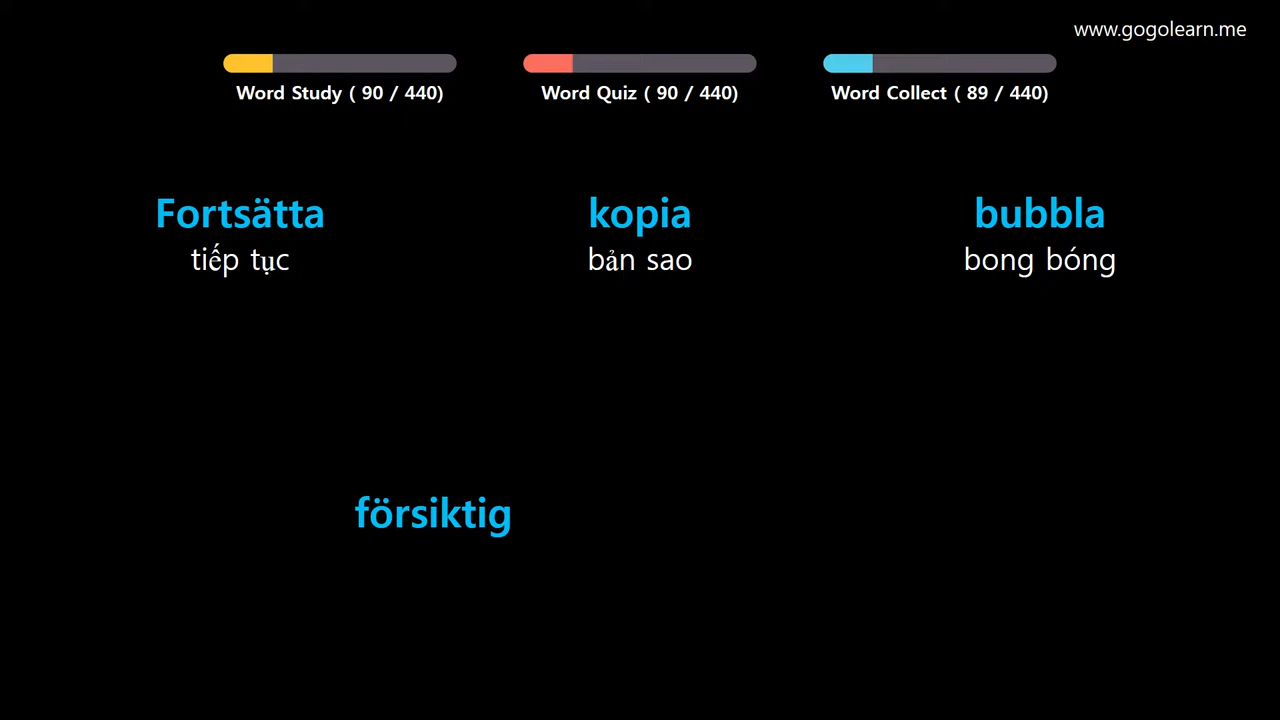 www.gogolearn.me
Word Study ( 90 / 440)
Word Quiz ( 90 / 440)
Word Collect ( 89 / 440)
Fortsätta
tiếp tục
kopia
bản sao
bubbla
bong bóng
försiktig